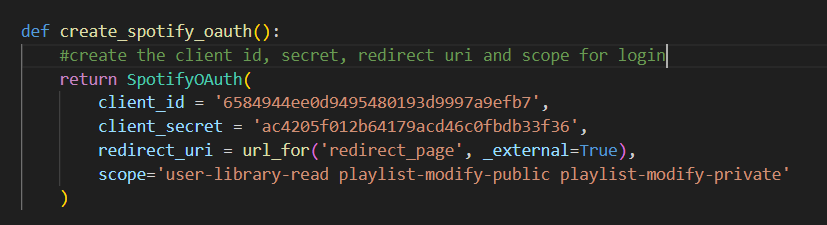 def create_spotify_oauth():
#create the client id, secret, redirect uri and scope for login
return SpotifyOAuth(
client_id = '6584944ee0d9495480193d9997a9efb7',
client_secret = 'ac4205f012b64179acd46c0fbdb33f36',
redirect_uri = url_for('redirect_page', _external=True),
scope='user-library-read playlist-modify-public playlist-modify-private'
)